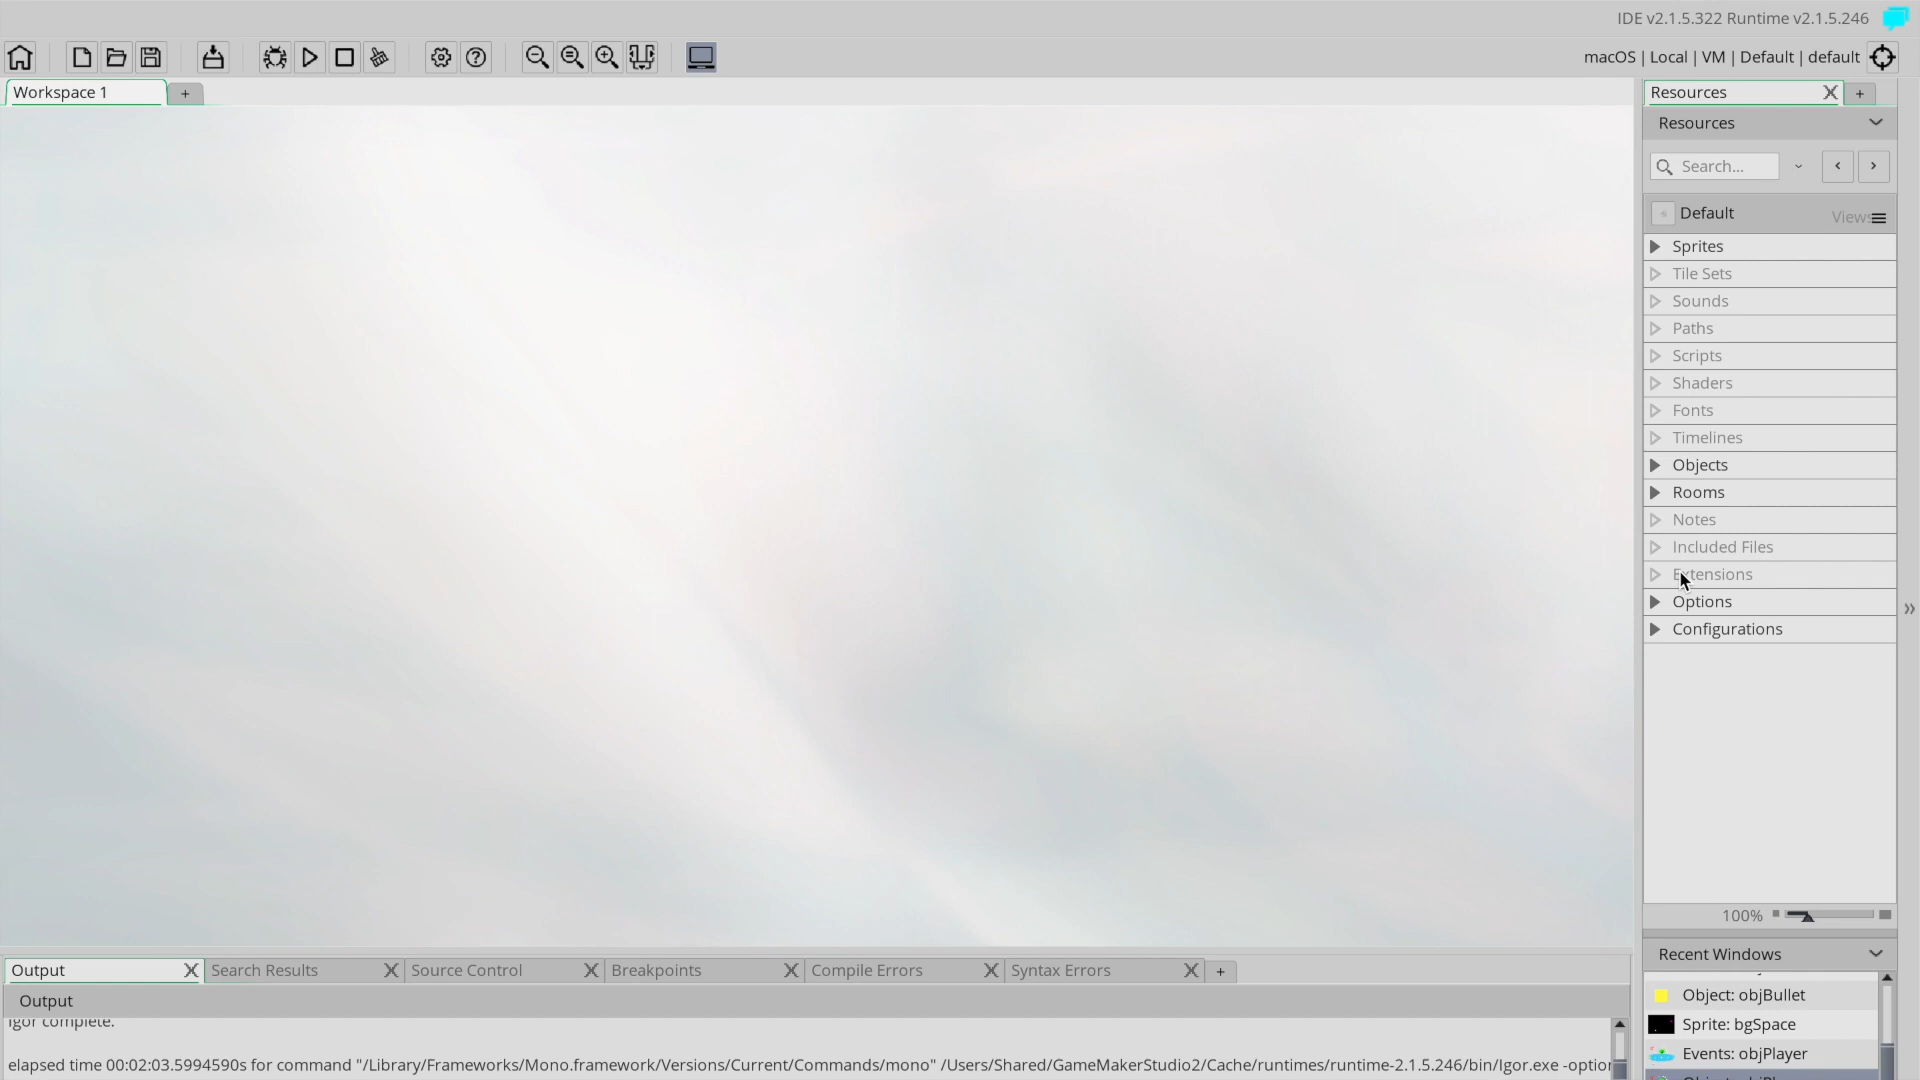 IDE v2.1.5.322 Runtime v2.1.5.246
macOS | Local | VM | Default | default
Workspace 1
+
Resources
+
Resources
Search...
Default
Views
Sprites
Tile Sets
Sounds
Paths
Scripts
Shaders
Fonts
Timelines
Objects
Rooms
Notes
Included Files
Extensions
Options
Configurations
100%
Output
Search Results
Source Control
Breakpoints
Compile Errors
Syntax Errors
+
Output
Igor complete.
elapsed time 00:02:03.5994590s for command "/Library/Frameworks/Mono.framework/Versions/Current/Commands/mono" /Users/Shared/GameMakerStudio2/Cache/runtimes/runtime-2.1.5.246/bin/Igor.exe -optio
Recent Windows
Object: objBullet
Sprite: bgSpace
Events: objPlayer